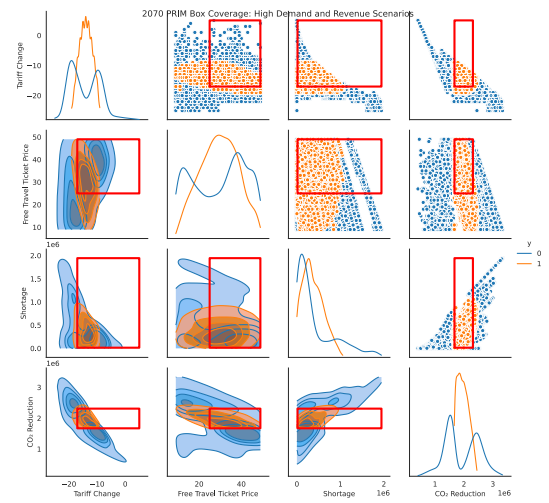 2070 PRIM Box Coverage: High Demand and Revenue Scenarios
0
−10
−20
Tariff Change
50
40
30
20
10
Free Travel Ticket Price
1e6
2.0
1.5
1.0
0.5
0.0
Shortage
y
0
1
1e6
3
2
1
CO₂ Reduction
−20 −10 0
Tariff Change
20 40
Free Travel Ticket Price
0 1 2
1e6
Shortage
1 2 3
1e6
CO₂ Reduction